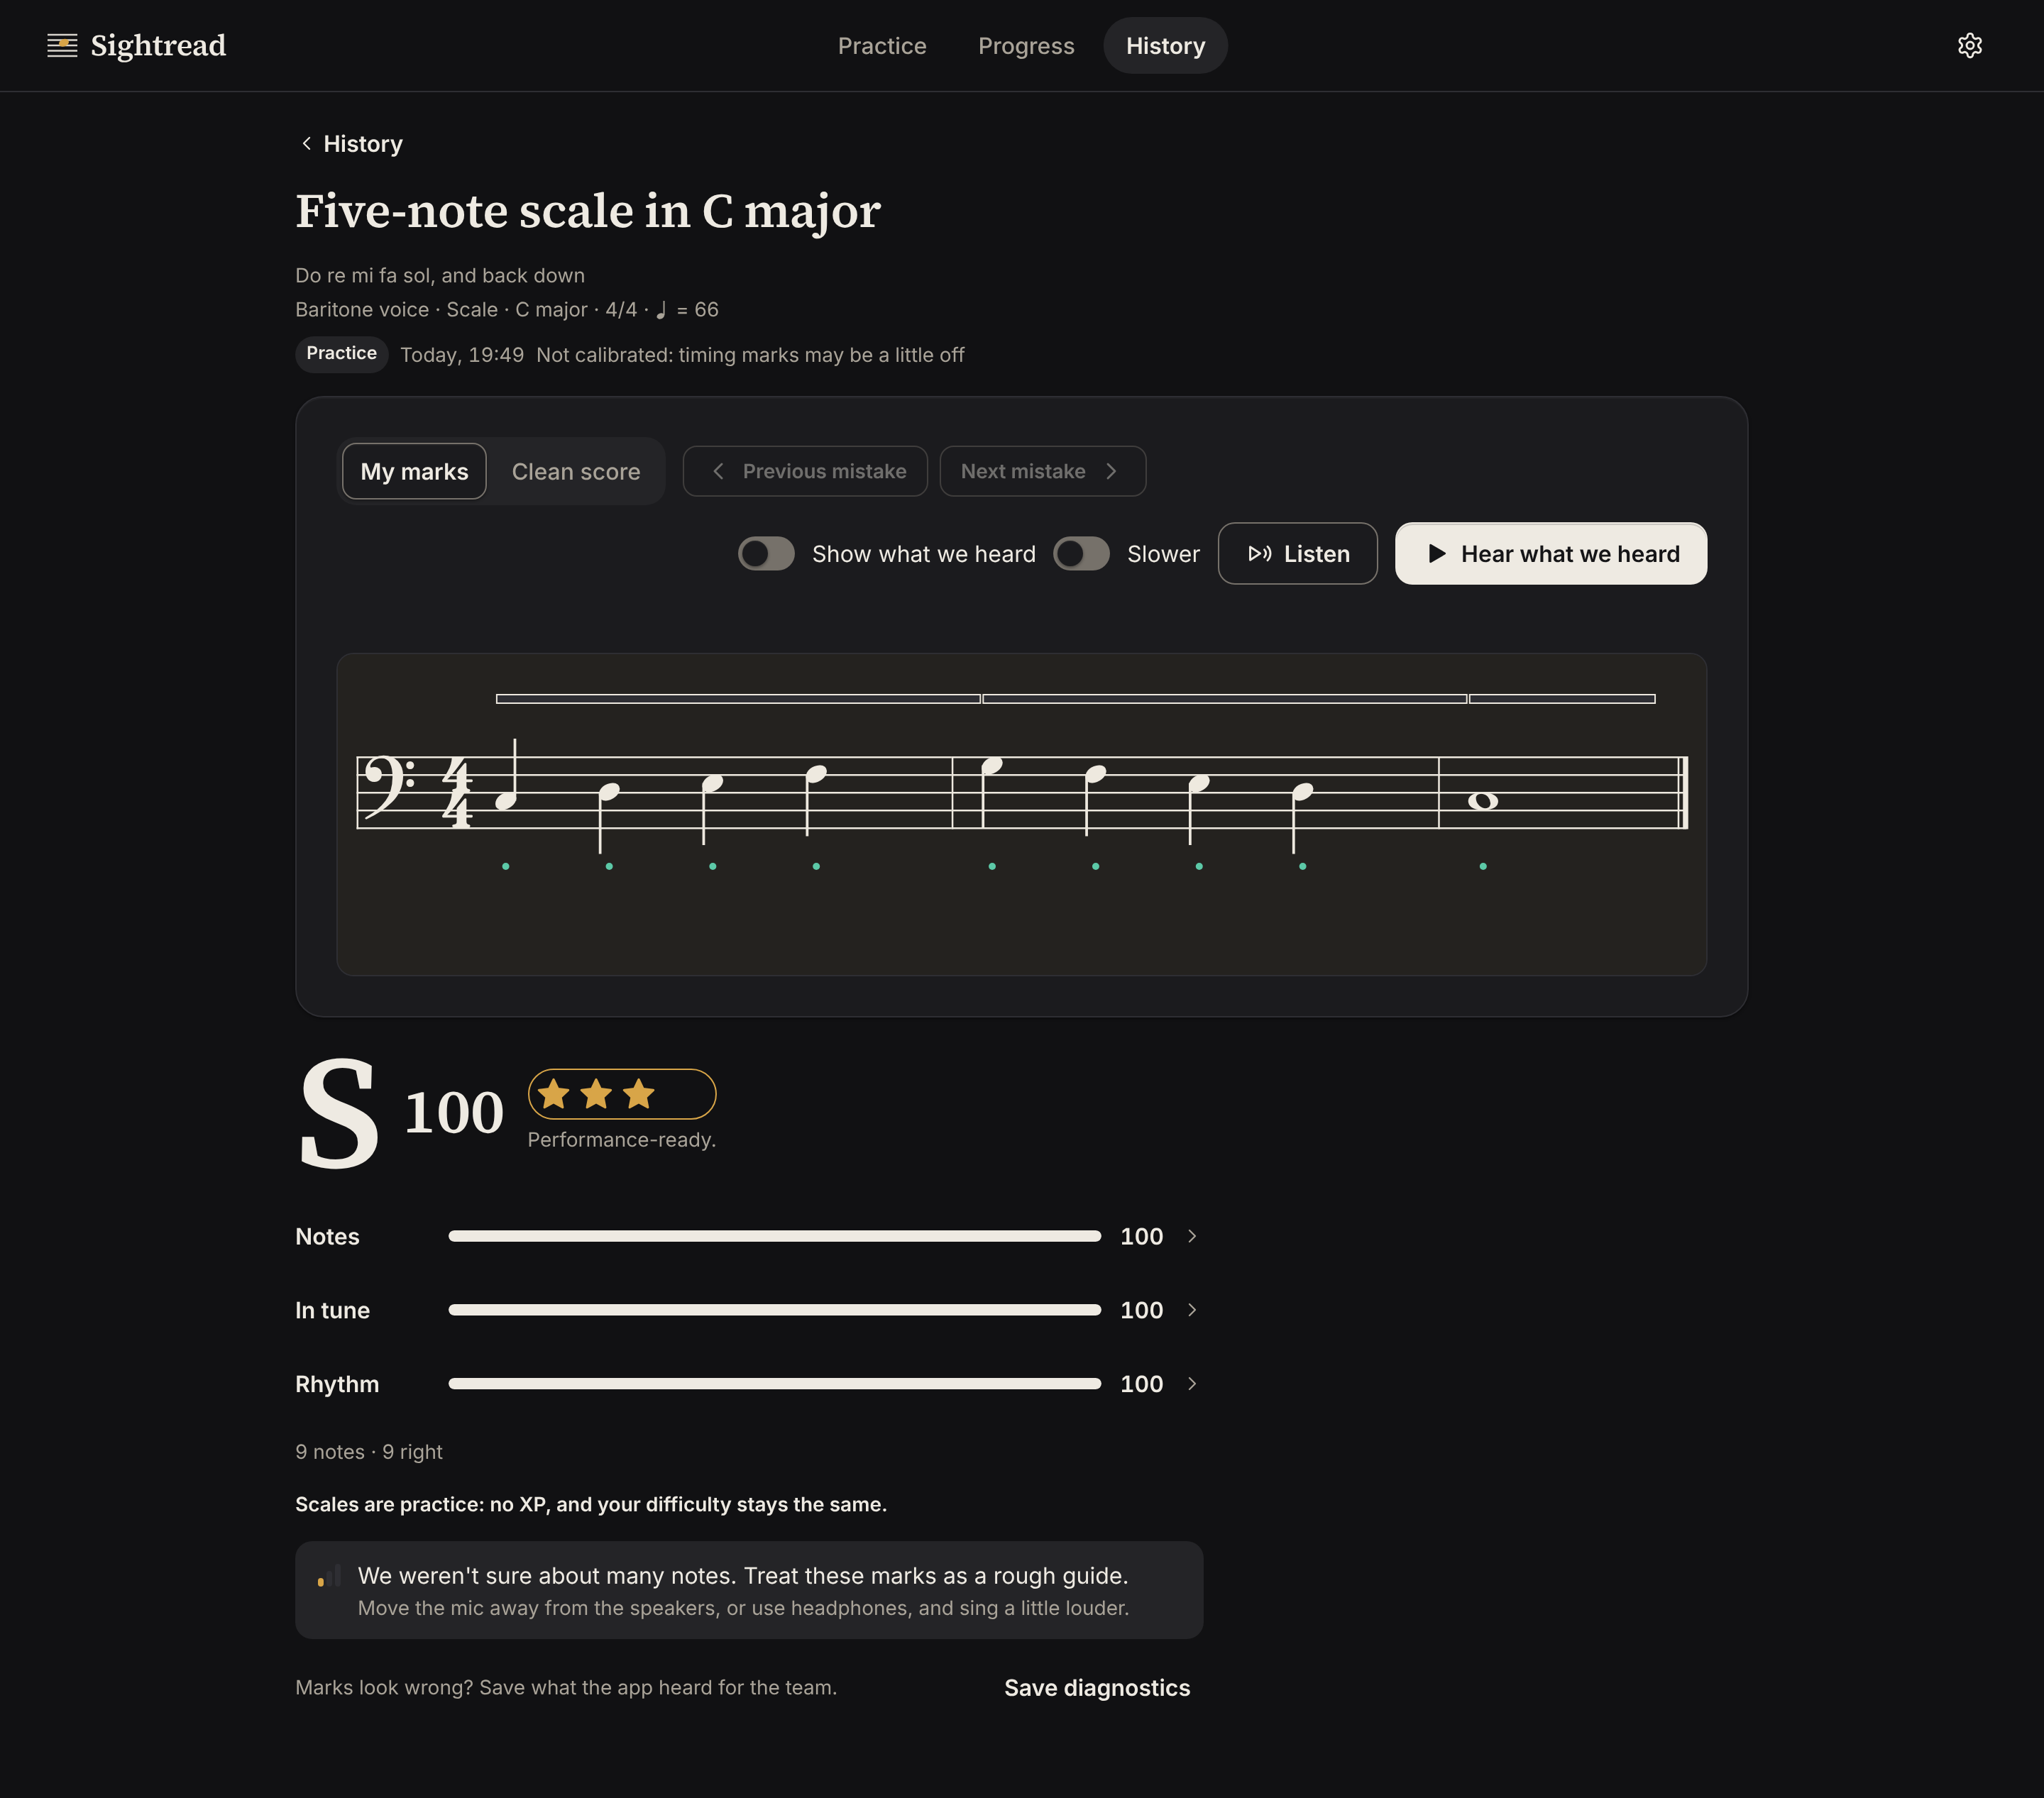 Sightread
Practice Progress History
History
Five-note scale in C major
Do re mi fa sol, and back down
Baritone voice · Scale · C major · 4/4 · ♩ = 66
Practice Today, 19:49 Not calibrated: timing marks may be a little off
My marks Clean score Previous mistake Next mistake
Show what we heard Slower Listen Hear what we heard
4
4
S 100
Performance-ready.
Notes 100
In tune 100
Rhythm 100
9 notes · 9 right
Scales are practice: no XP, and your difficulty stays the same.
We weren't sure about many notes. Treat these marks as a rough guide.
Move the mic away from the speakers, or use headphones, and sing a little louder.
Marks look wrong? Save what the app heard for the team. Save diagnostics